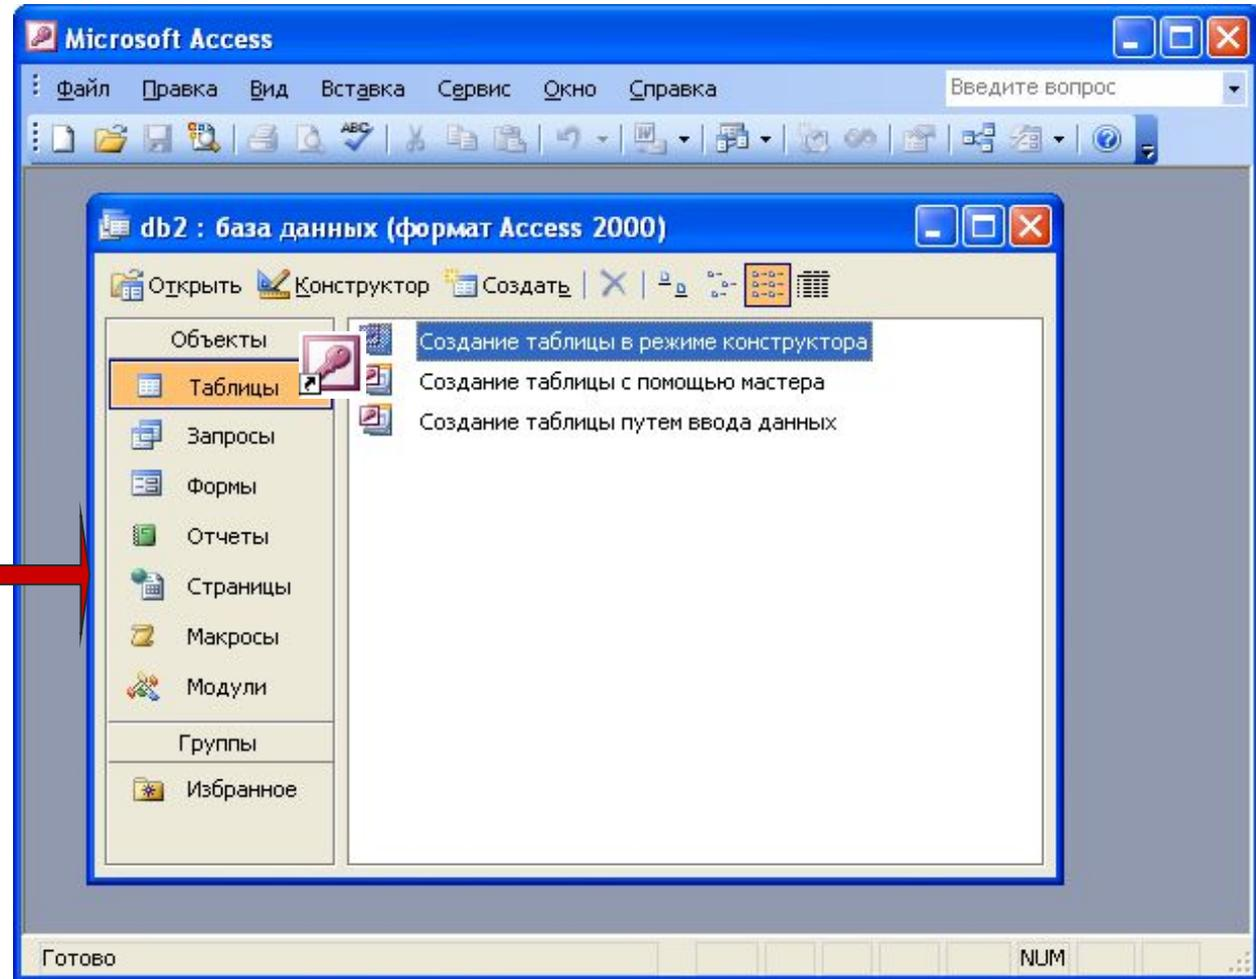 Microsoft Access
Файл Правка Вид Вставка Сервис Окно Справка Введите вопрос
ABC W
db2 : база данных (формат Access 2000)
Открыть Конструктор Создать
Объекты
Таблицы
Запросы
Формы
Отчеты
Страницы
Макросы
Модули
Группы
Избранное
Создание таблицы в режиме конструктора
Создание таблицы с помощью мастера
Создание таблицы путем ввода данных
Готово NUM